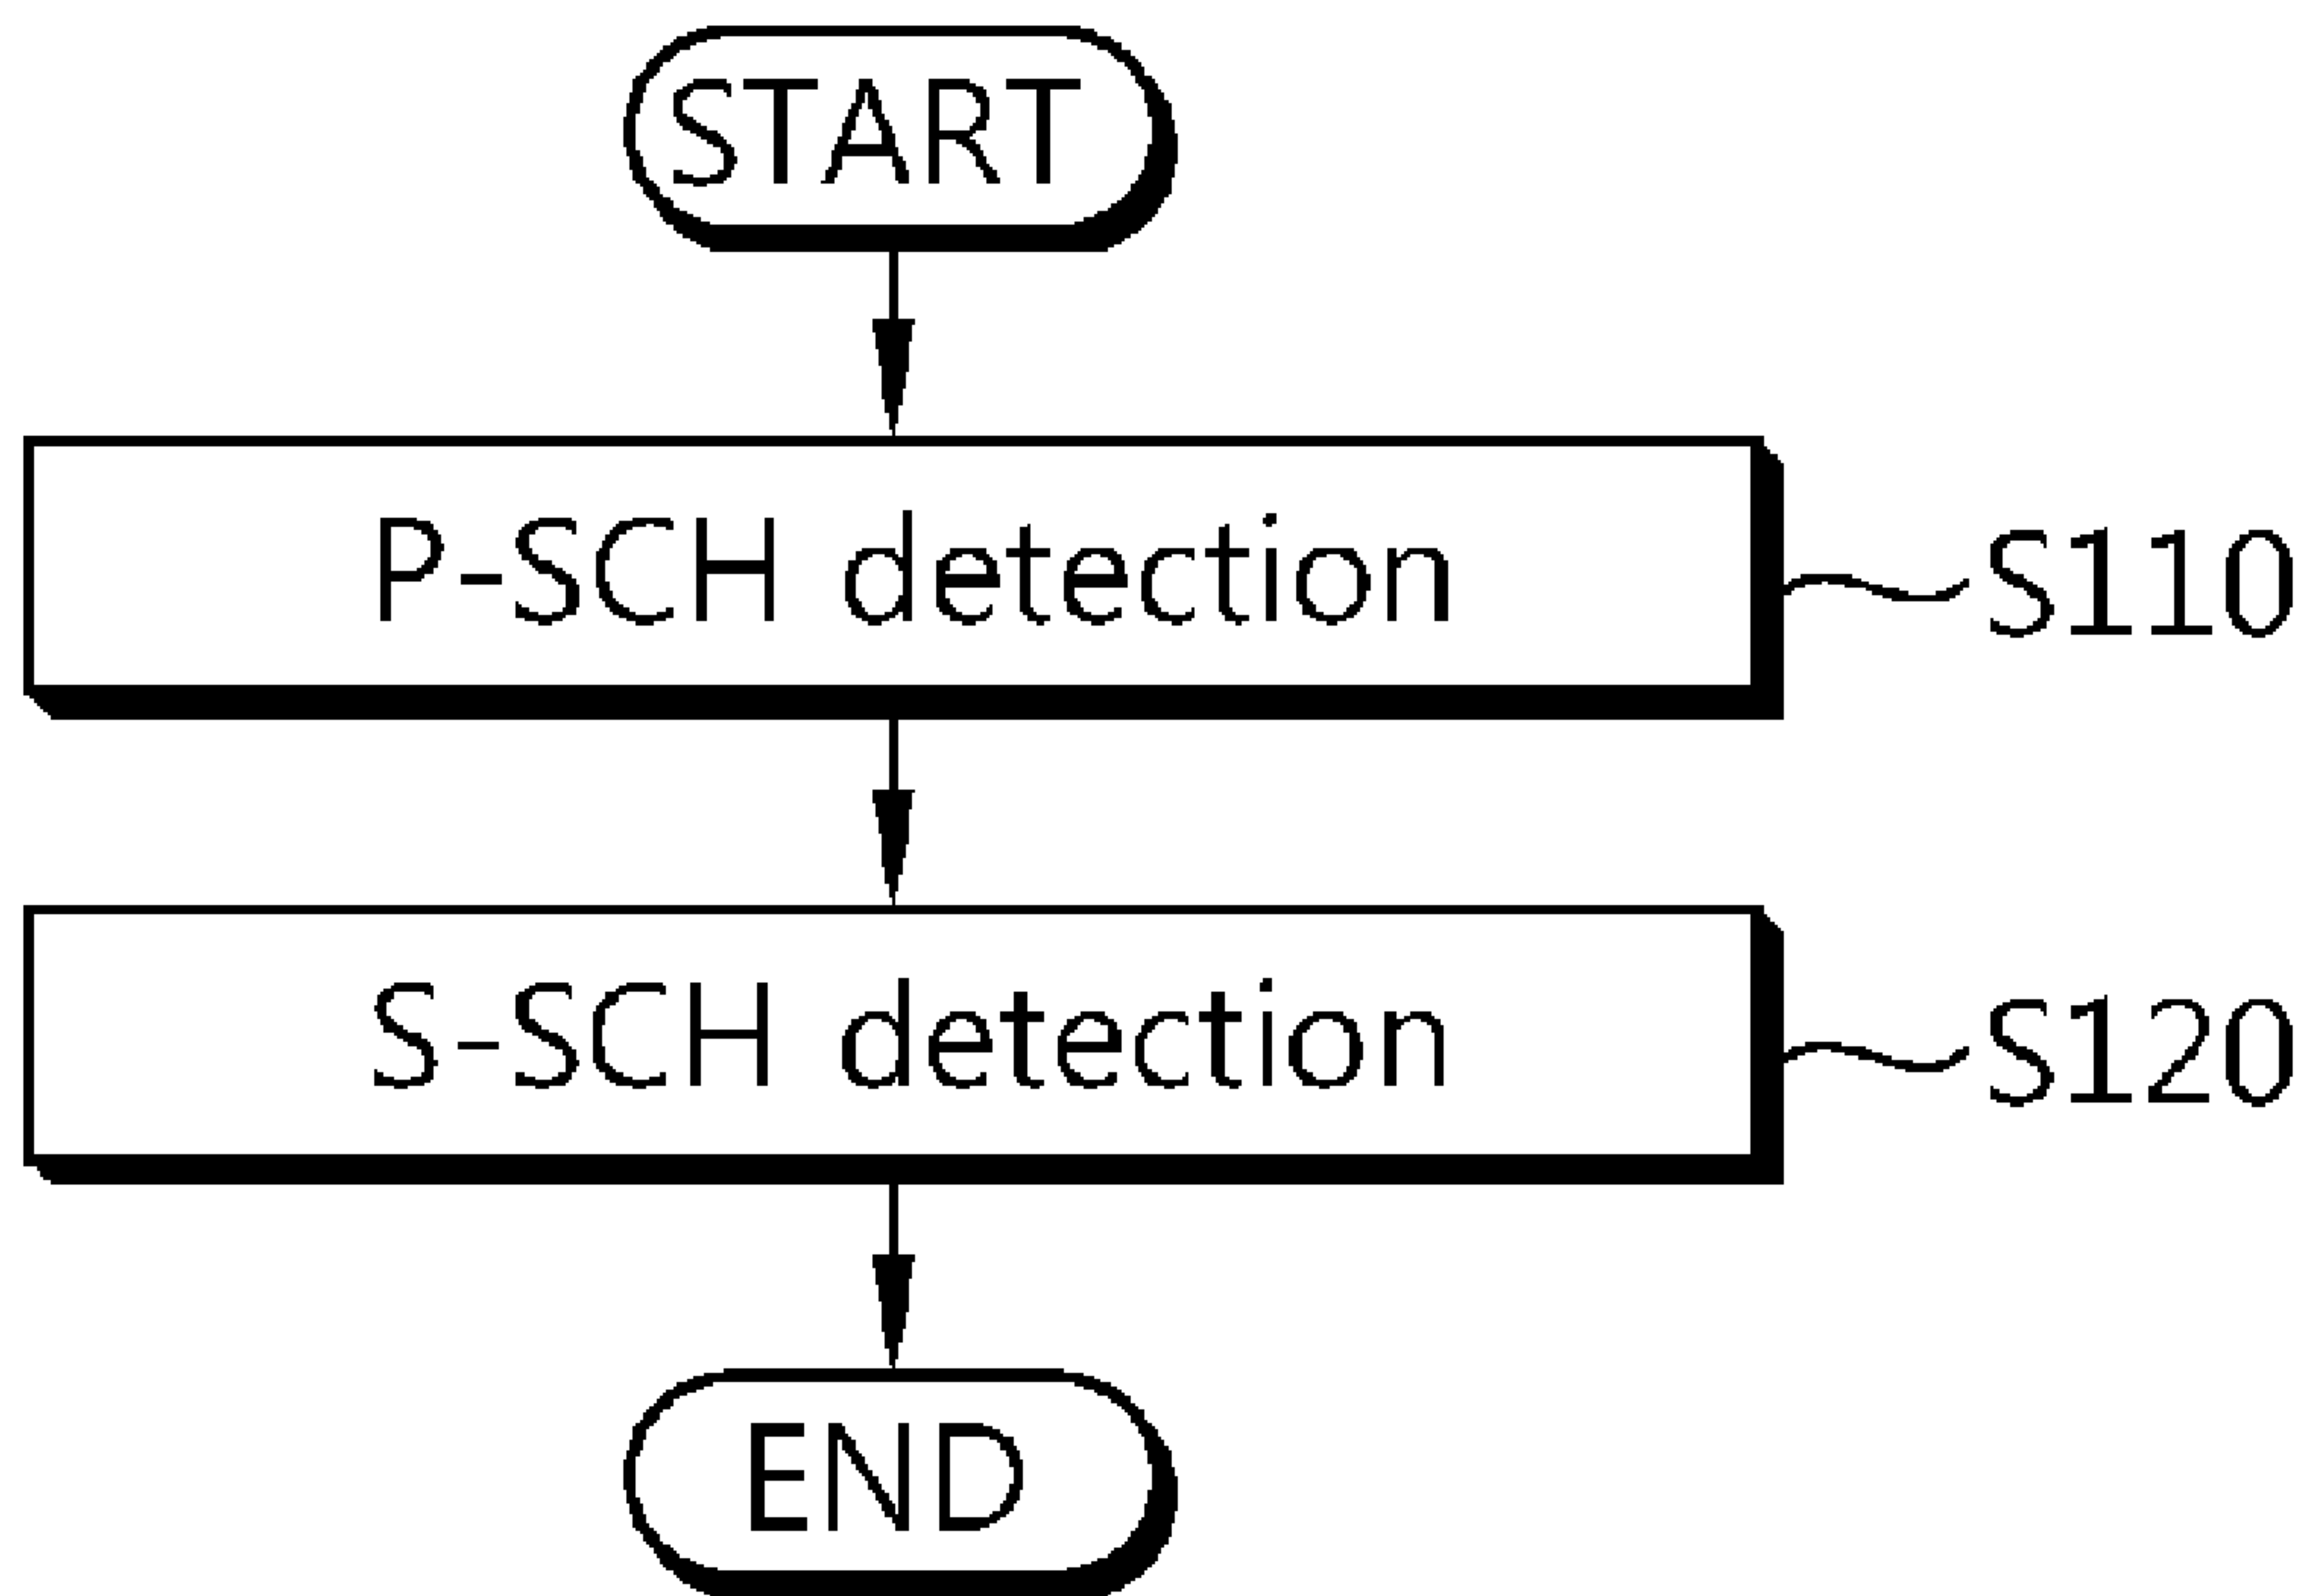 START
P-SCH detection
S110
S-SCH detection
S120
END